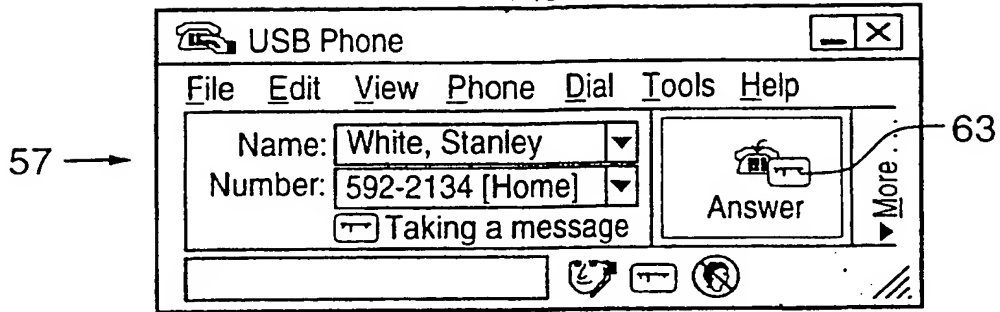 USB Phone
File Edit View Phone Dial Tools Help
57
Name: White, Stanley
Number: 592-2134 [Home]
Taking a message
Answer
More...
63